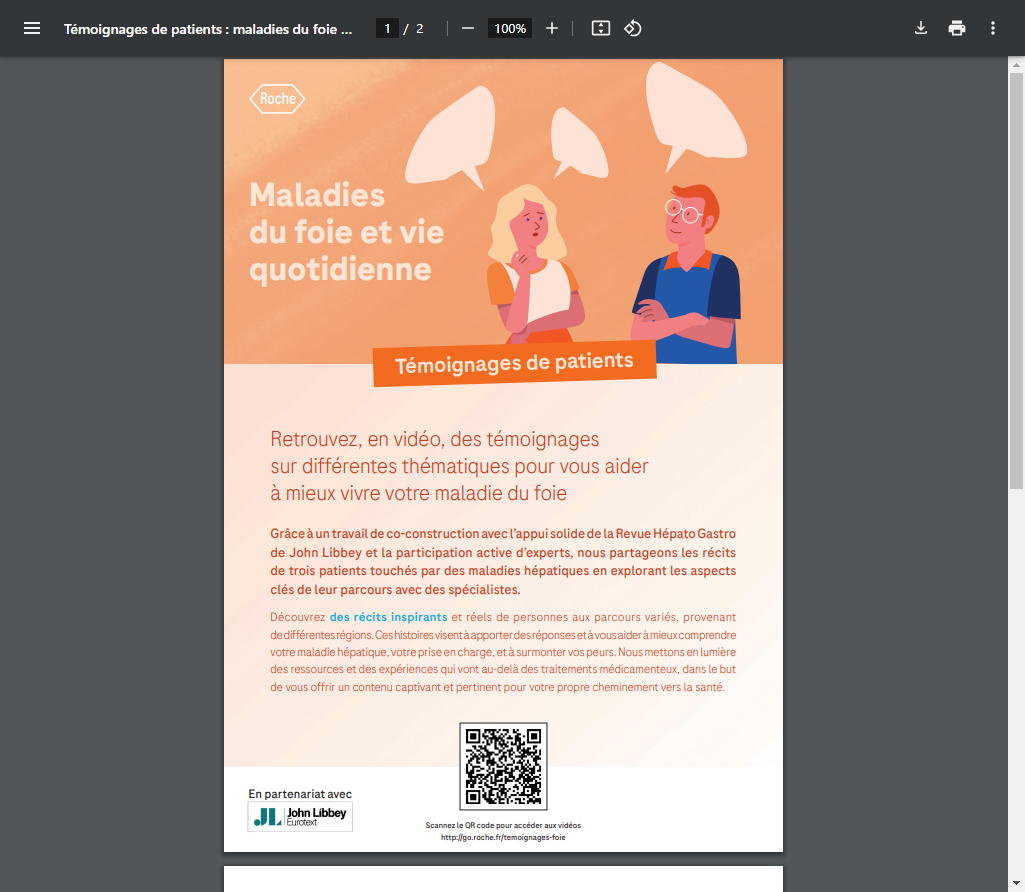 Témoignages de patients : maladies du foie ...
1 / 2
100%
Roche
Maladies
du foie et vie
quotidienne
Témoignages de patients
Retrouvez, en vidéo, des témoignages
sur différentes thématiques pour vous aider
à mieux vivre votre maladie du foie
Grâce à un travail de co-construction avec l'appui solide de la Revue Hépato Gastro
de John Libbey et la participation active d'experts, nous partageons les récits
de trois patients touchés par des maladies hépatiques en explorant les aspects
clés de leur parcours avec des spécialistes.
Découvrez des récits inspirants et réels de personnes aux parcours variés, provenant
de différentes régions. Ces histoires visent à apporter des réponses et à vous aider à mieux comprendre
votre maladie hépatique, votre prise en charge, et à surmonter vos peurs. Nous mettons en lumière
des ressources et des expériences qui vont au-delà des traitements médicamenteux, dans le but
de vous offrir un contenu captivant et pertinent pour votre propre cheminement vers la santé.
En partenariat avec
JL John Libbey
Eurotext
Scannez le QR code pour accéder aux vidéos
http://go.roche.fr/temoignages-foie